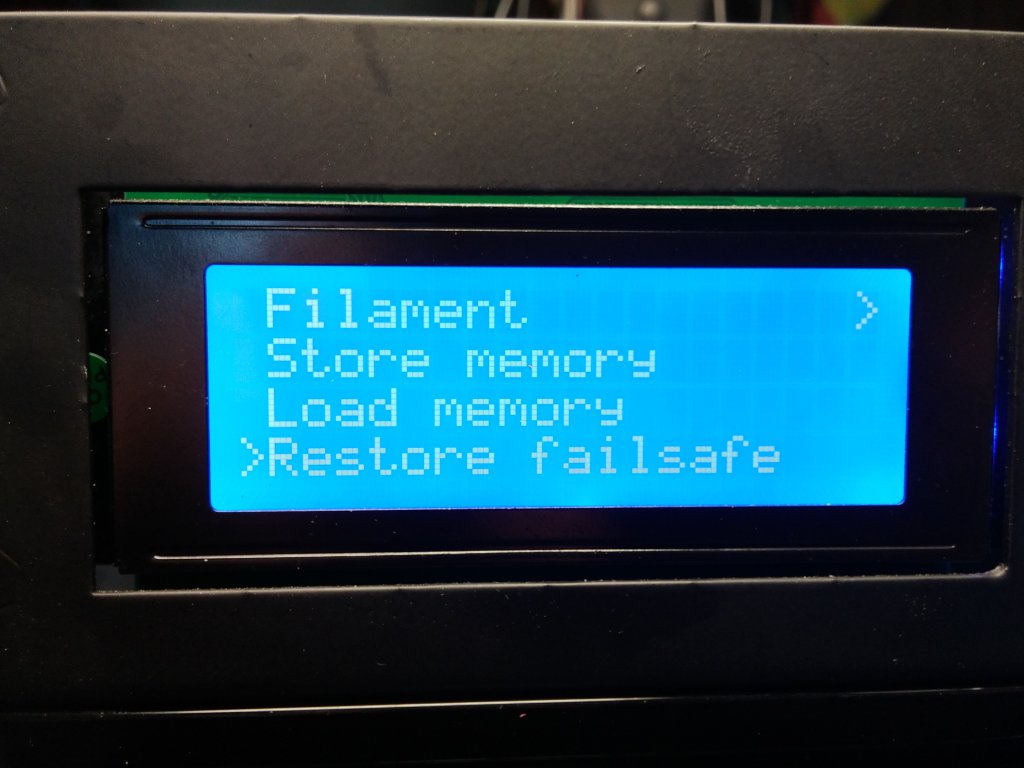 Filament >
Store memory
Load memory
>Restore failsafe